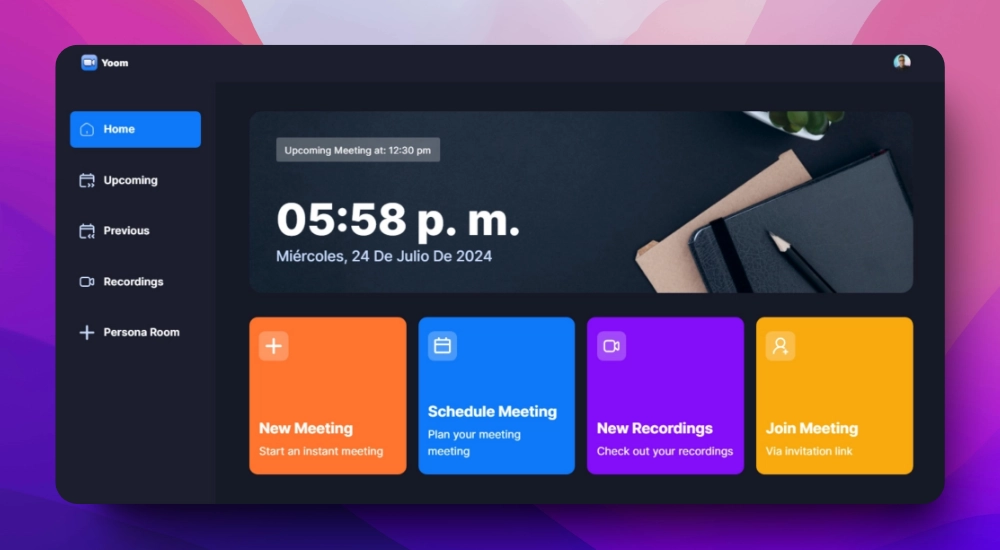 Yoom
Home
Upcoming
Previous
Recordings
Persona Room
Upcoming Meeting at: 12:30 pm
05:58 p. m.
Miércoles, 24 De Julio De 2024
New Meeting
Start an instant meeting
Schedule Meeting
Plan your meeting
meeting
New Recordings
Check out your recordings
Join Meeting
Via invitation link